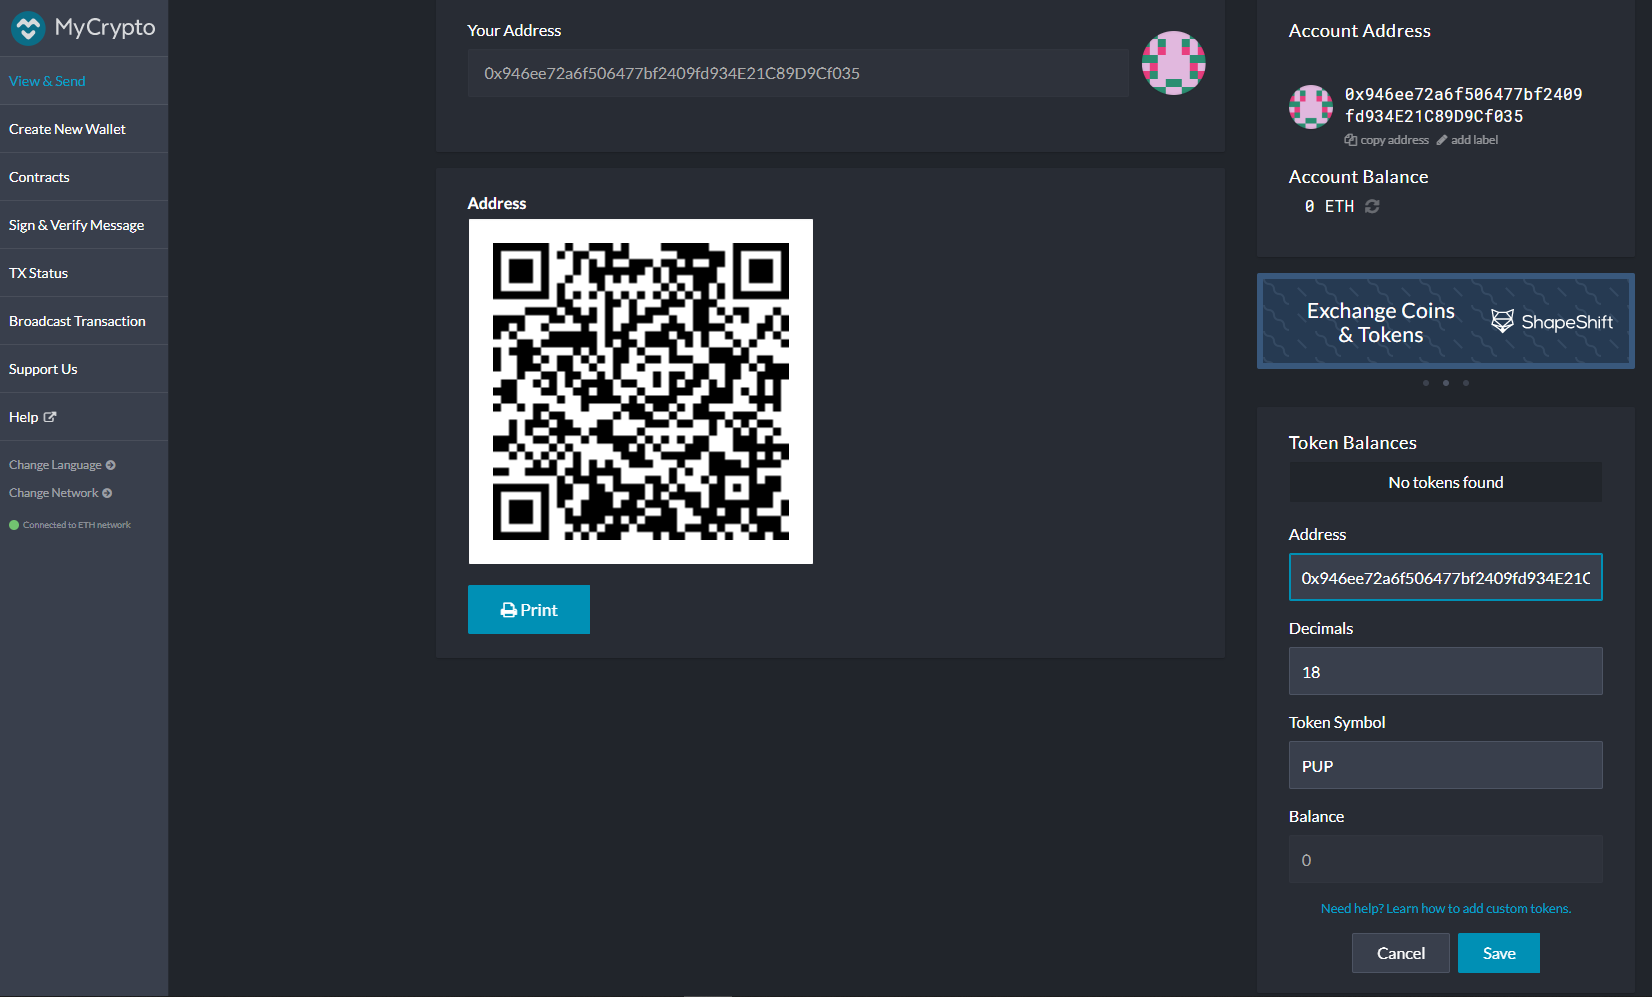 MyCrypto
View & Send
Create New Wallet
Contracts
Sign & Verify Message
TX Status
Broadcast Transaction
Support Us
Help
Change Language
Change Network
Connected to ETH network
Your Address
0x946ee72a6f506477bf2409fd934E21C89D9Cf035
Address
Print
Account Address
0x946ee72a6f506477bf2409
fd934E21C89D9Cf035
copy address
add label
Account Balance
0 ETH
Exchange Coins
& Tokens
ShapeShift
Token Balances
No tokens found
Address
0x946ee72a6f506477bf2409fd934E21C
Decimals
18
Token Symbol
PUP
Balance
0
Need help? Learn how to add custom tokens.
Cancel
Save